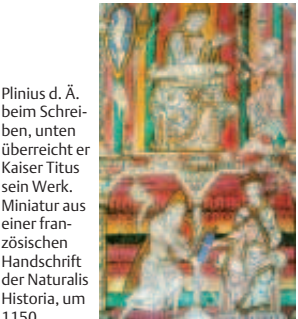 Plinius d. Ä.
beim Schrei-
ben, unten
überreicht er
Kaiser Titus
sein Werk.
Miniatur aus
einer fran-
zösischen
Handschrift
der Naturalis
Historia, um
1150